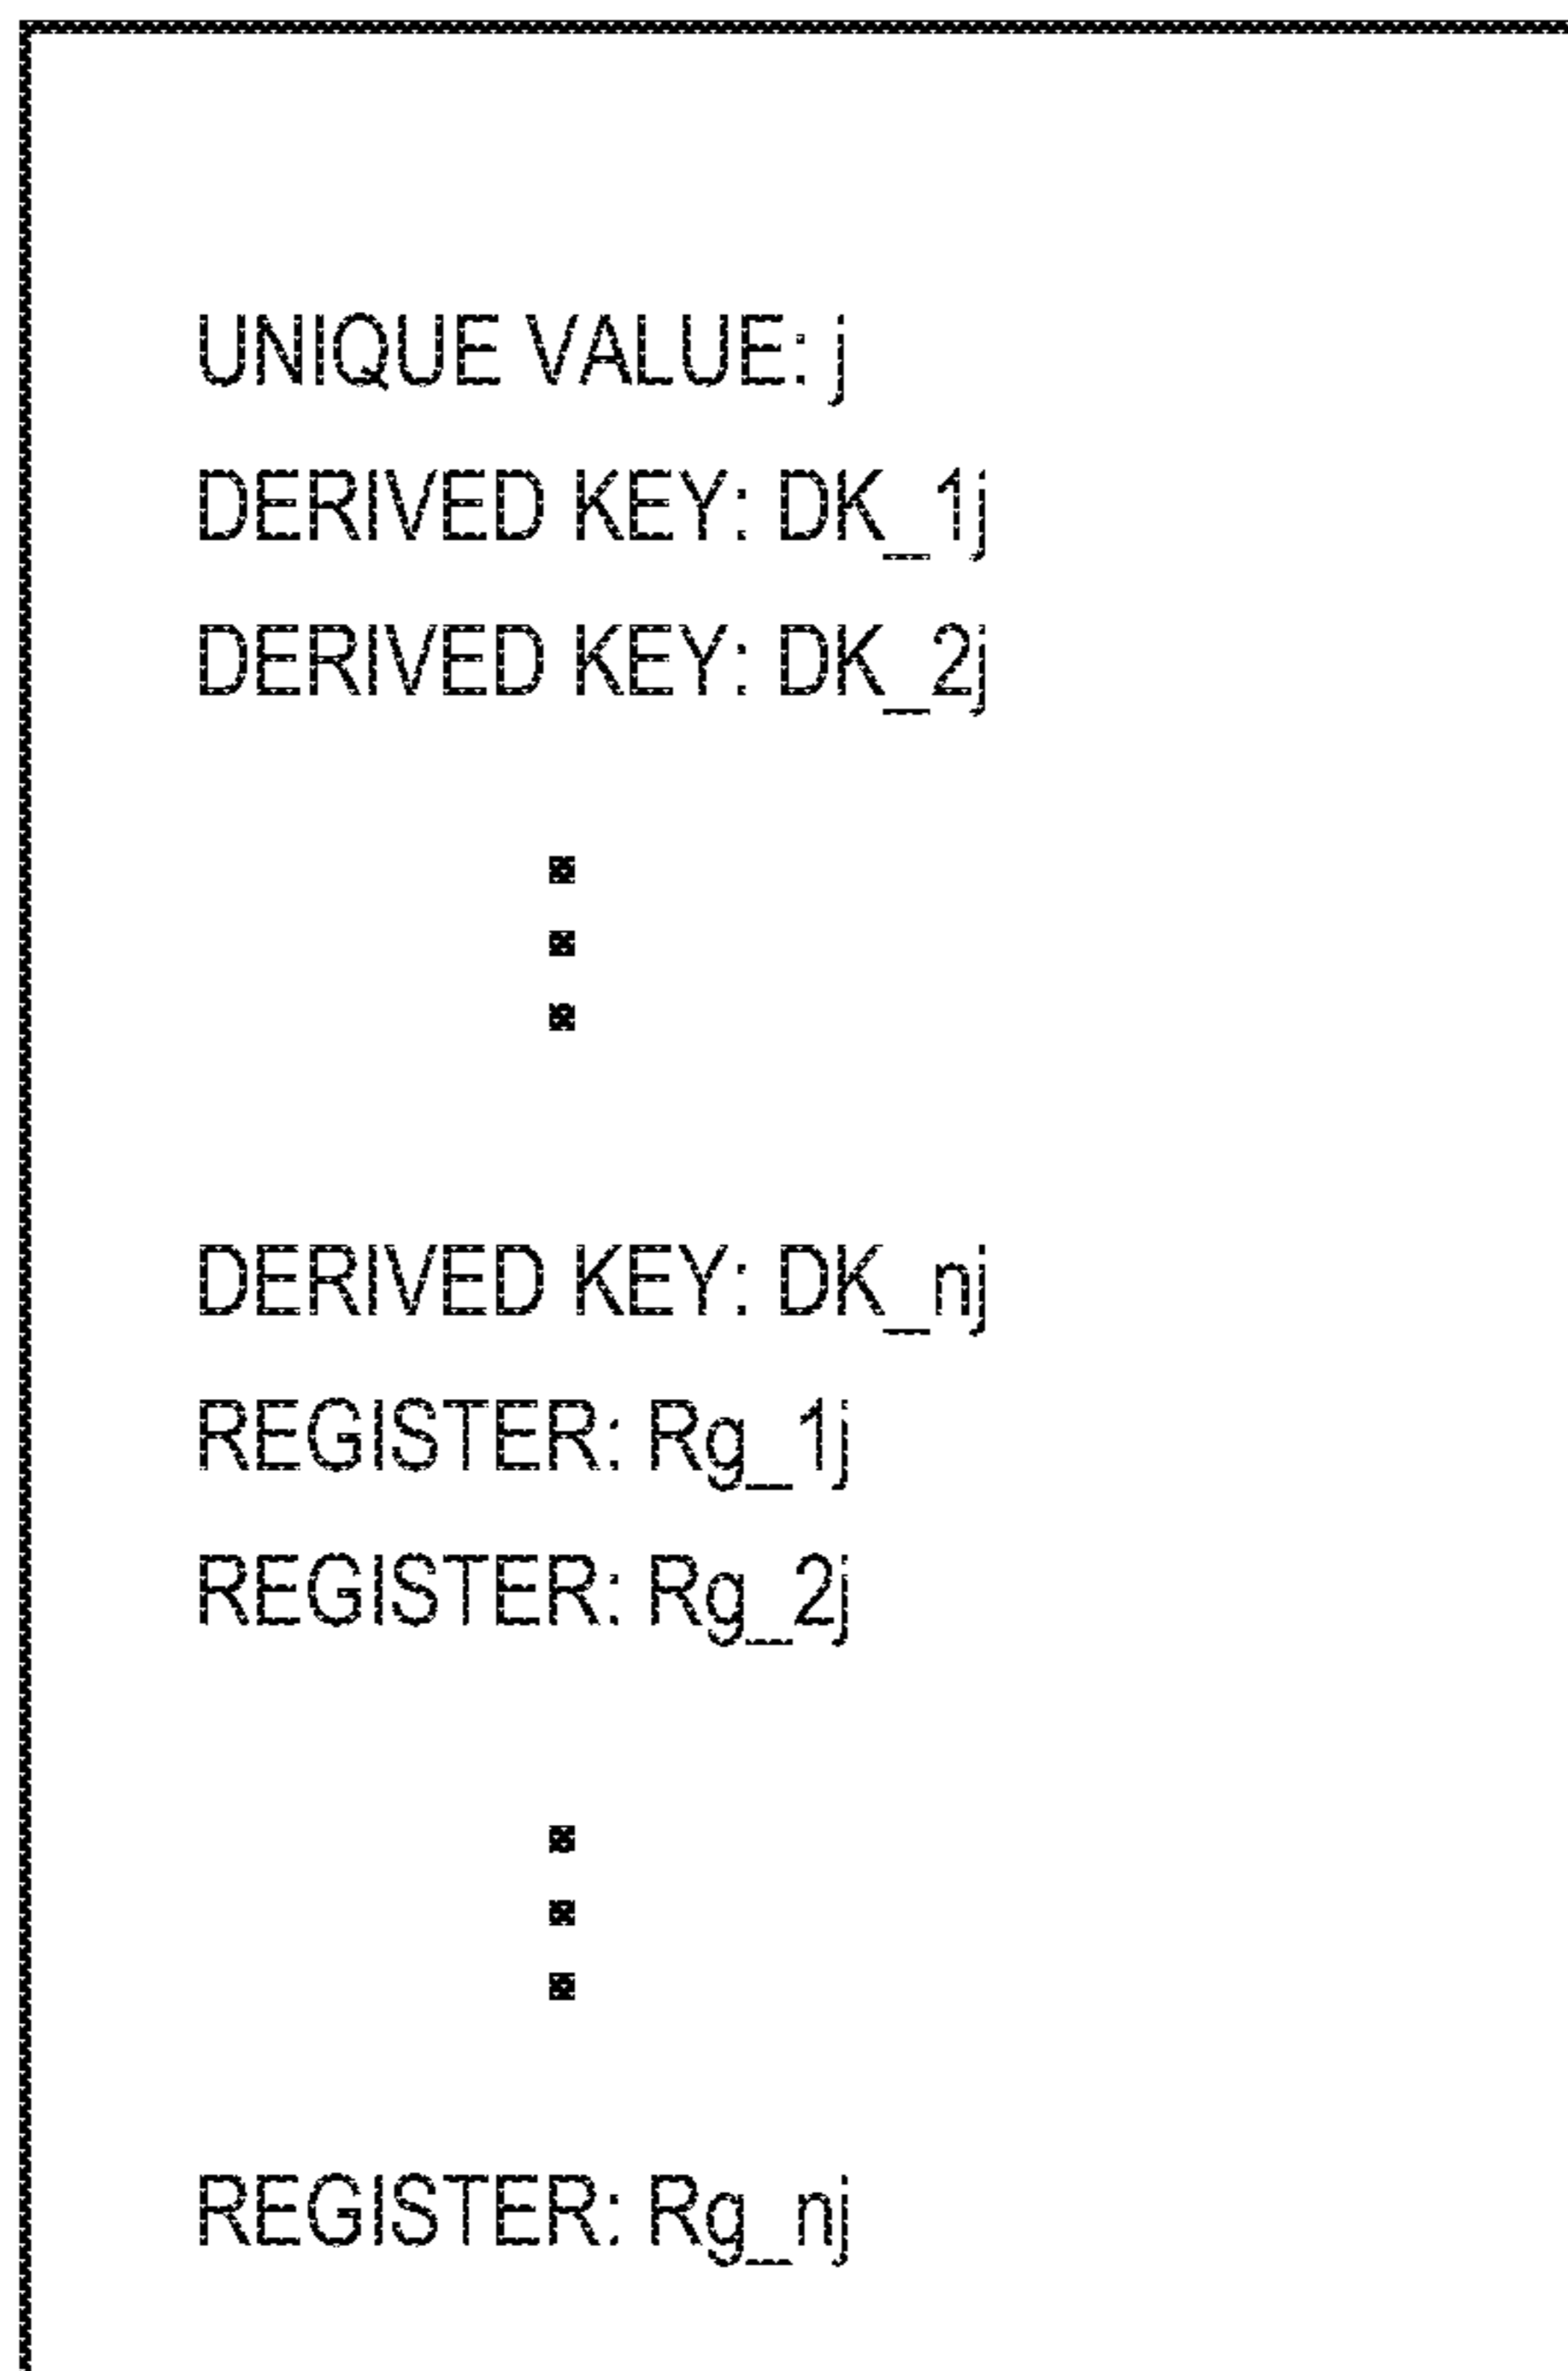 UNIQUE VALUE: j
DERIVED KEY: DK_1j
DERIVED KEY: DK_2j
DERIVED KEY: DK_nj
REGISTER: Rg_1j
REGISTER: Rg_2j
REGISTER: Rg_nj